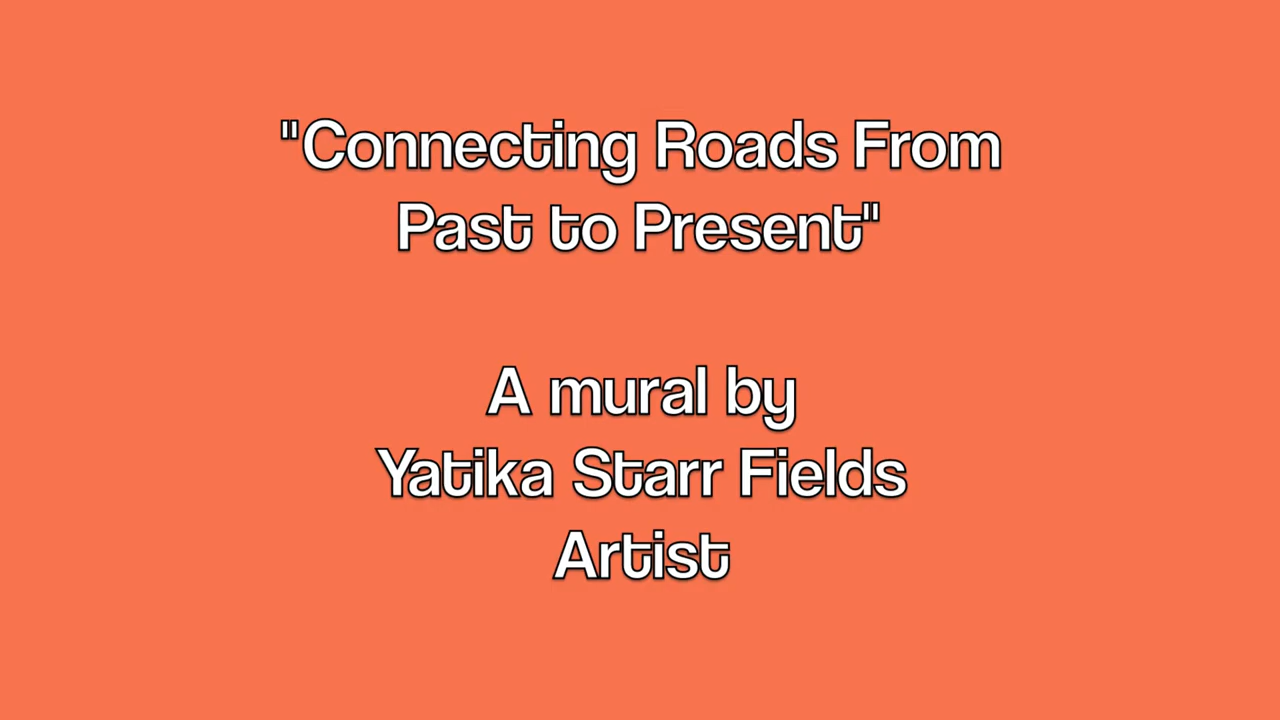 "Connecting Roads From
Past to Present"
A mural by
Yatika Starr Fields
Artist